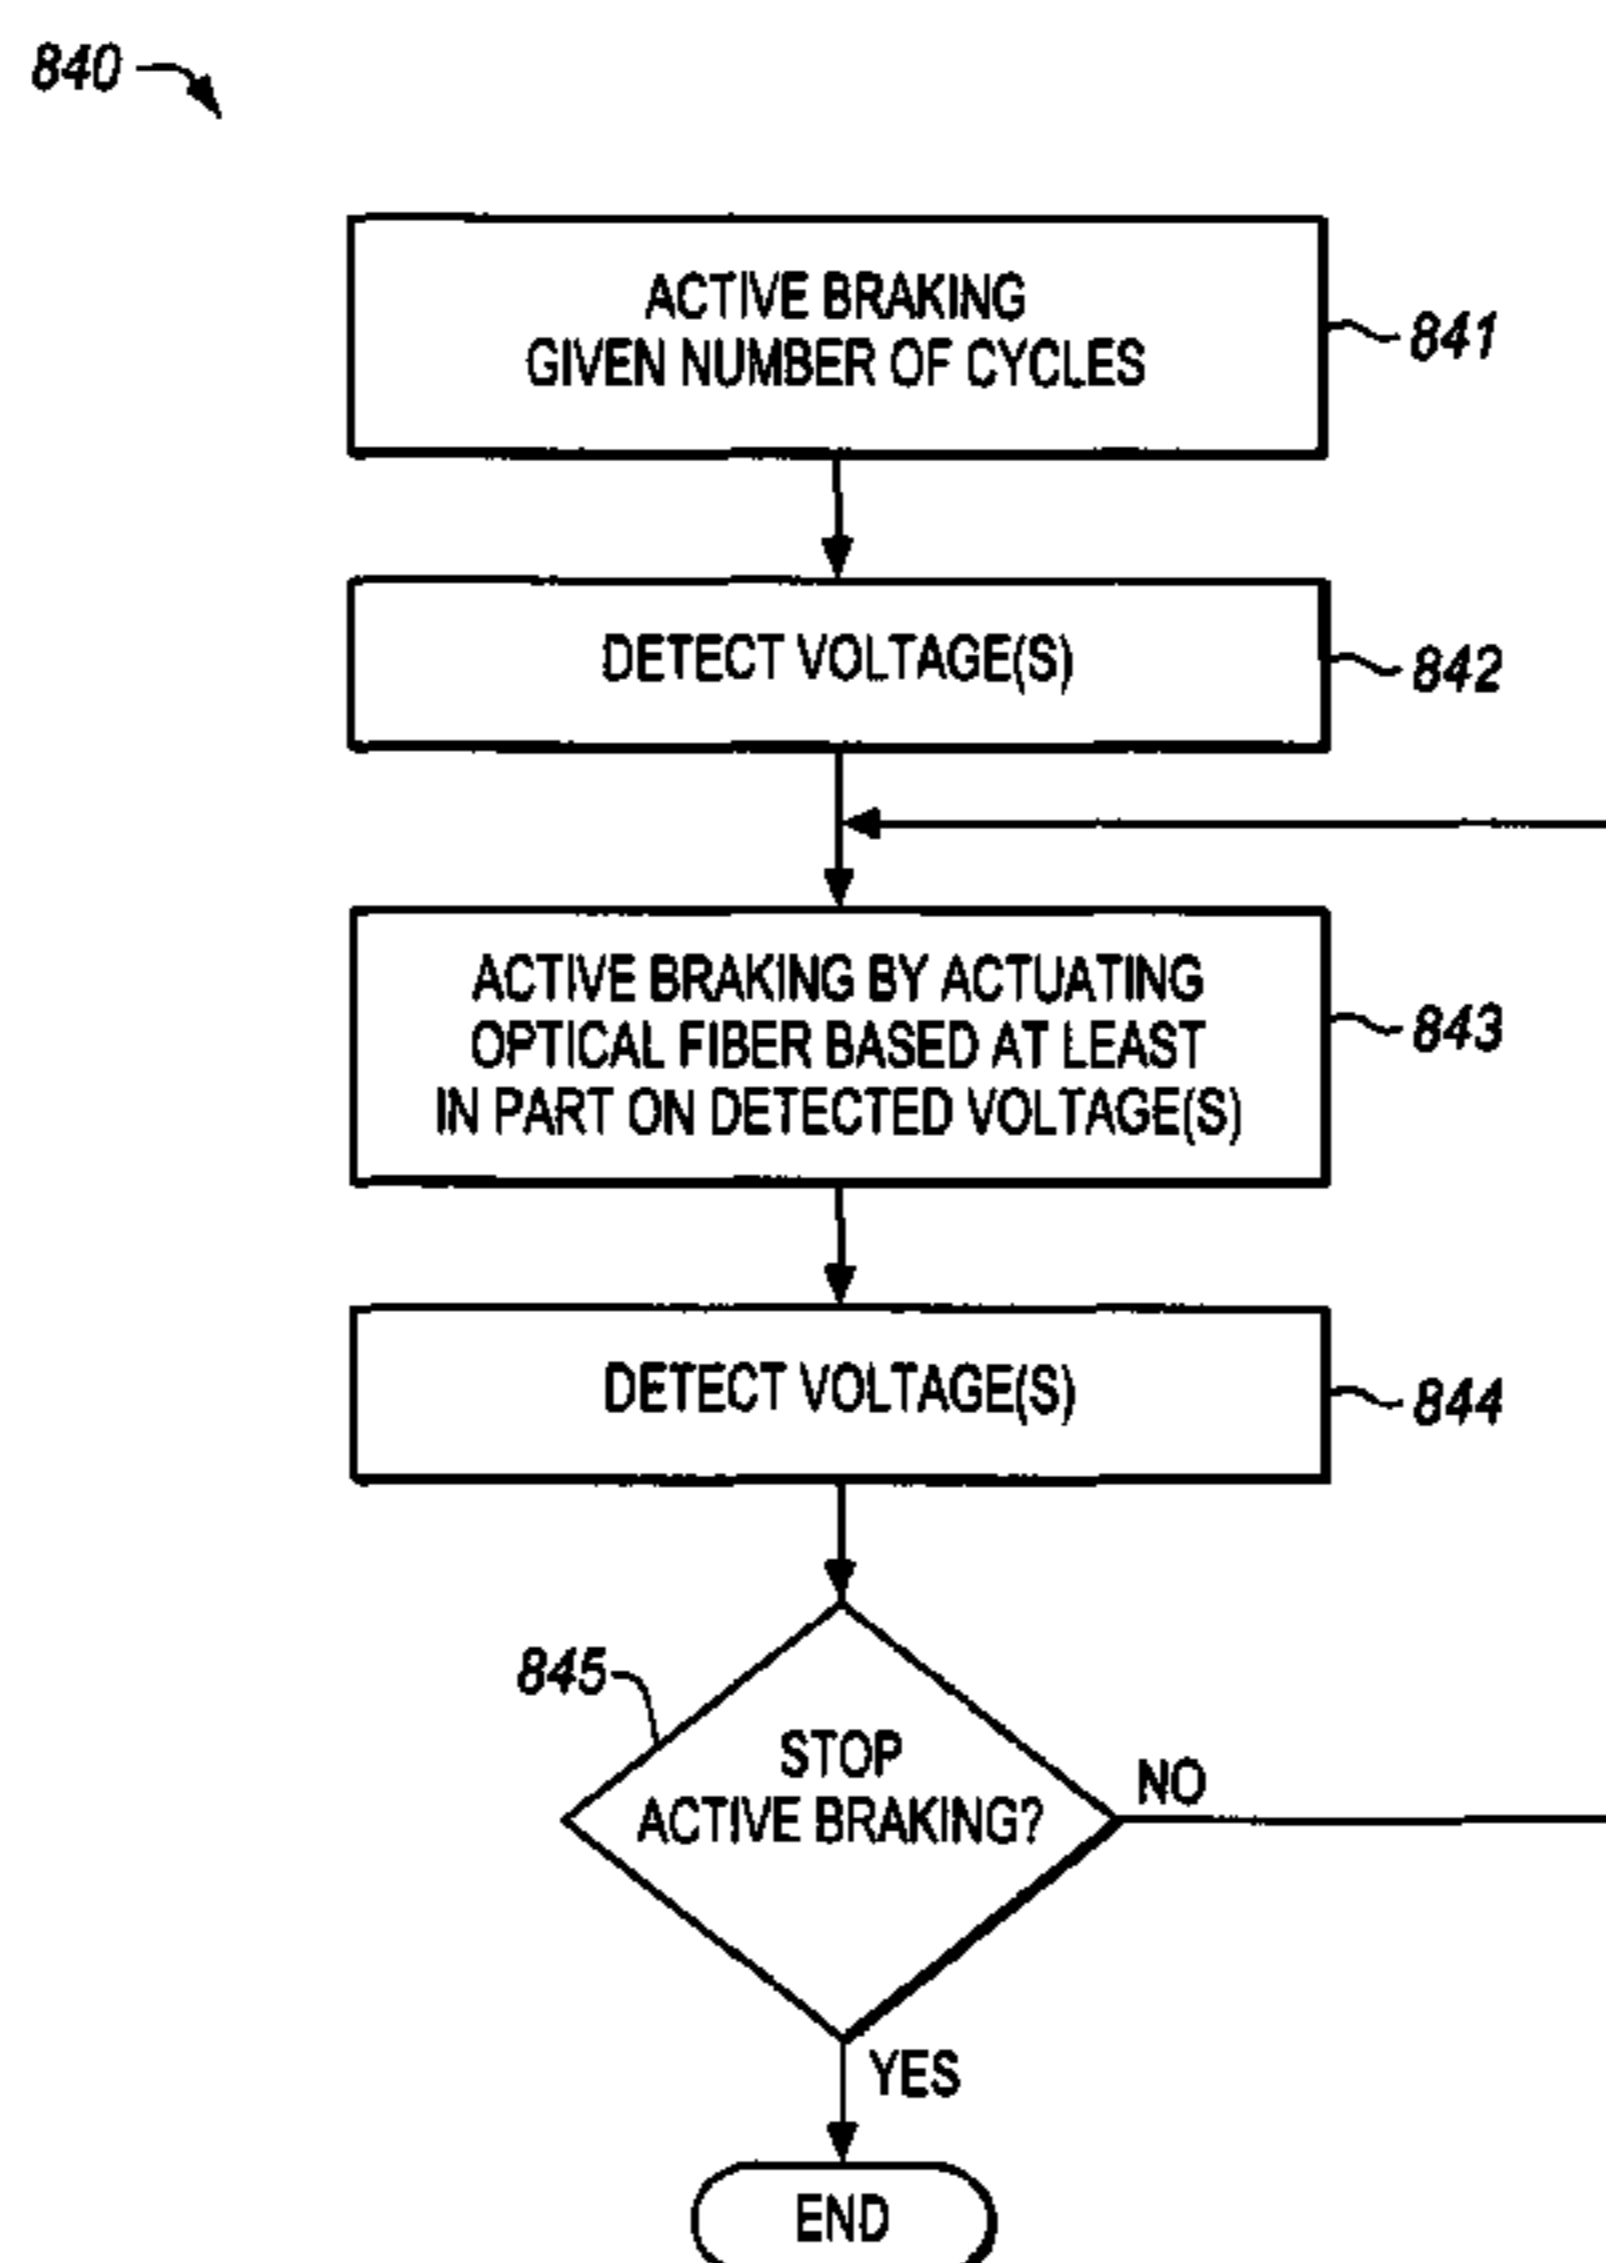 840
ACTIVE BRAKING
GIVEN NUMBER OF CYCLES
841
DETECT VOLTAGE(S)
842
ACTIVE BRAKING BY ACTUATING
OPTICAL FIBER BASED AT LEAST
IN PART ON DETECTED VOLTAGE(S)
843
DETECT VOLTAGE(S)
844
845
STOP
ACTIVE BRAKING?
NO
YES
END